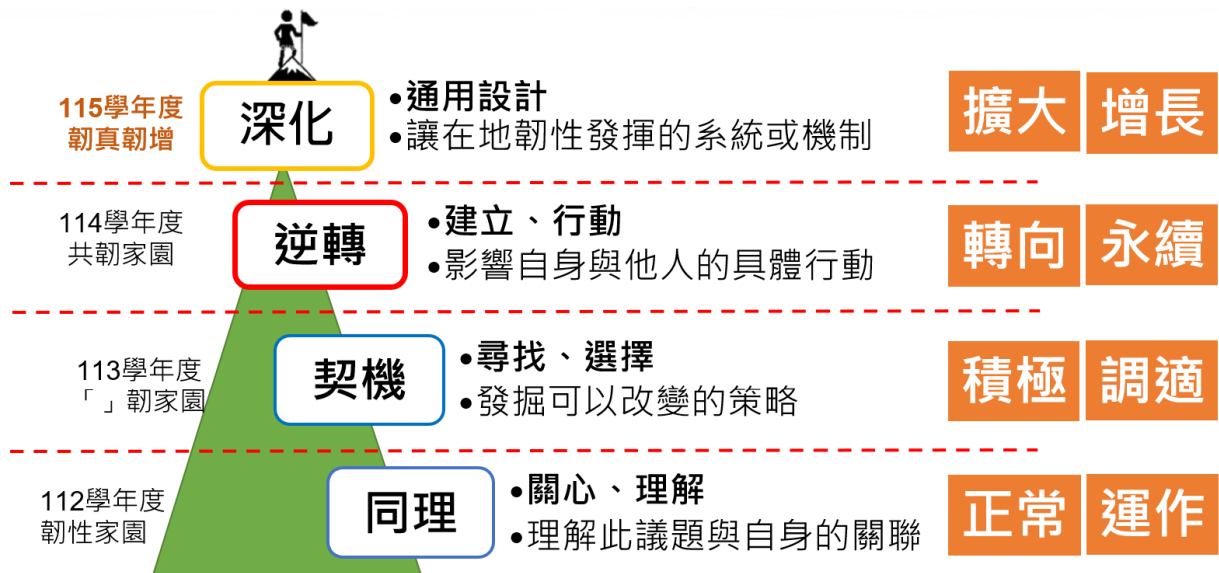 115學年度
韌真韌增
深化
•通用設計
•讓在地韌性發揮的系統或機制
擴大 增長
114學年度
共韌家園
逆轉
•建立、行動
•影響自身與他人的具體行動
轉向 永續
113學年度
「 」韌家園
契機
•尋找、選擇
•發掘可以改變的策略
積極 調適
112學年度
韌性家園
同理
•關心、理解
•理解此議題與自身的關聯
正常 運作